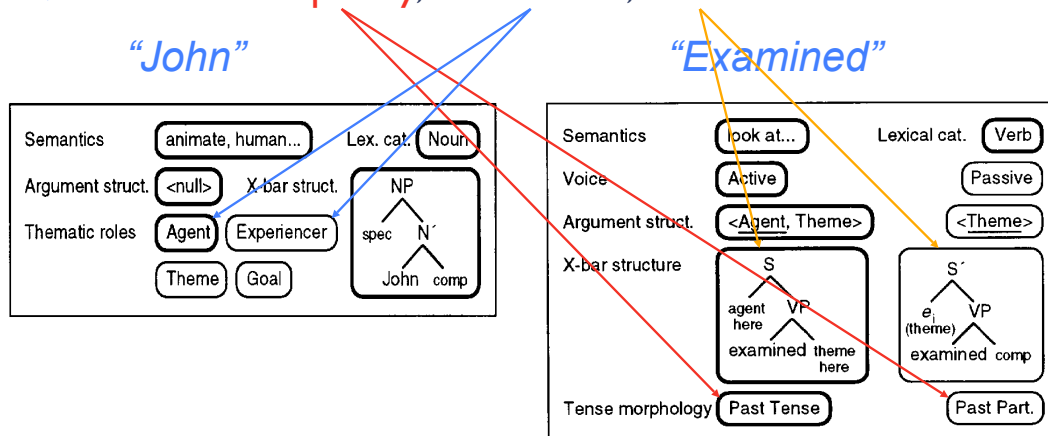 "John" "Examined"
Semantics animate, human... Lex. cat. Noun
Argument struct. <null> X-bar struct. NP
spec N´
Thematic roles Agent Experiencer
John comp
Theme Goal
Semantics look at... Lexical cat. Verb
Voice Active Passive
Argument struct. <Agent, Theme> <Theme>
X-bar structure S S´
agent here VP e i (theme) VP
examined theme here examined comp
Tense morphology Past Tense Past Part.